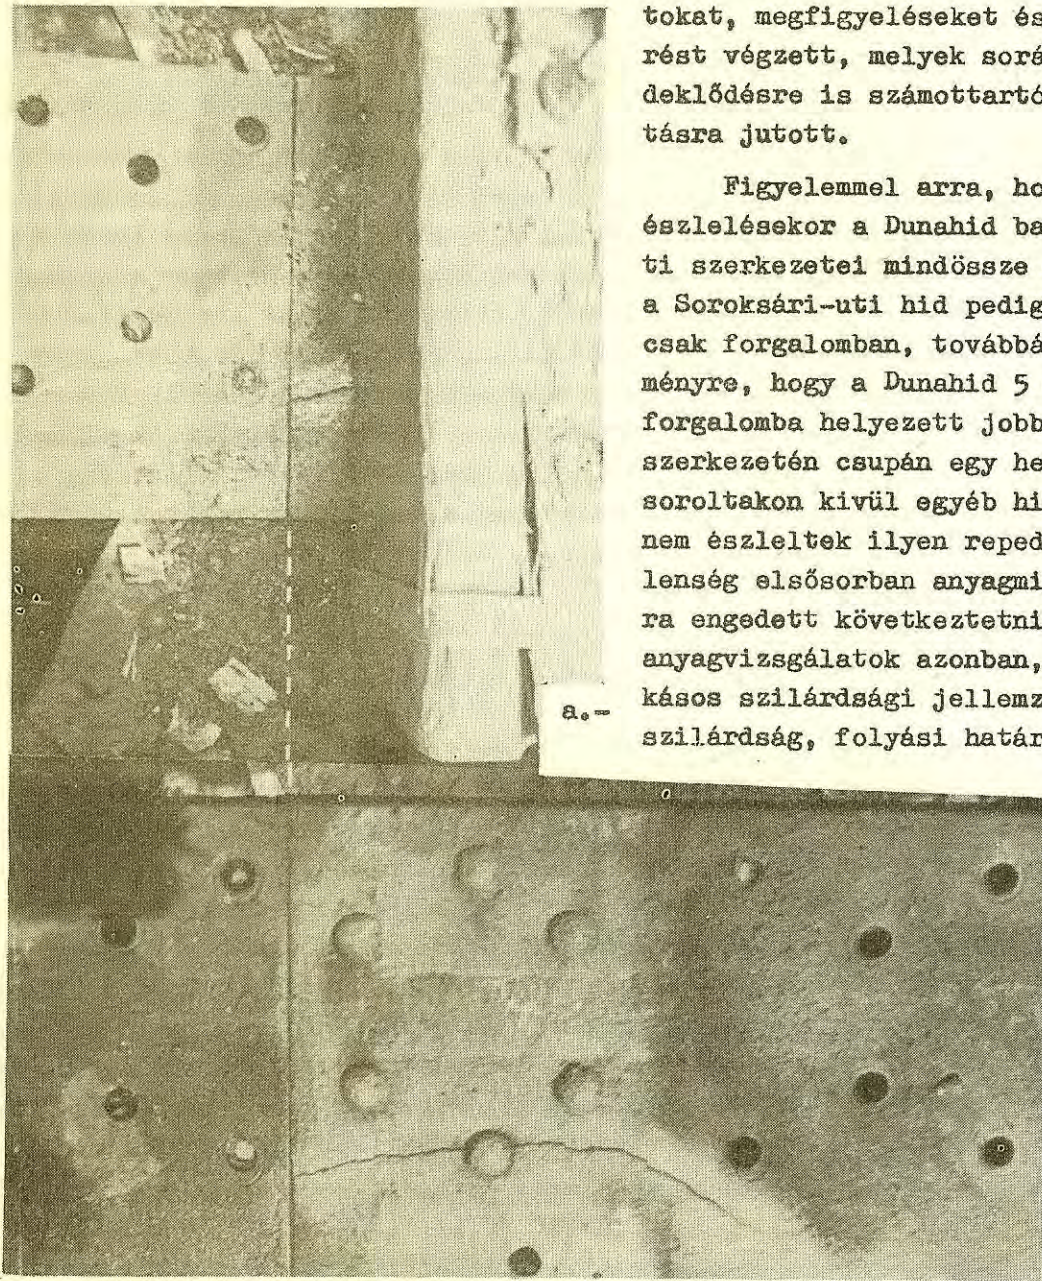 tokat, megfigyeléseket és
rést végzett, melyek sorá
deklődésre is számottartó
tásra jutott.
Figyelemmel arra, ho
észlelésekor a Dunahid ba
ti szerkezetei mindössze
a Soroksári-uti hid pedig
csak forgalomban, továbbá
ményre, hogy a Dunahid 5
forgalomba helyezett jobb
szerkezetén csupán egy he
soroltakon kivül egyéb hi
nem észleltek ilyen reped
lenség elsősorban anyagmi
ra engedett következtetni
anyagvizsgálatok azonban,
kásos szilárdsági jellemz
szilárdság, folyási határ
a.-